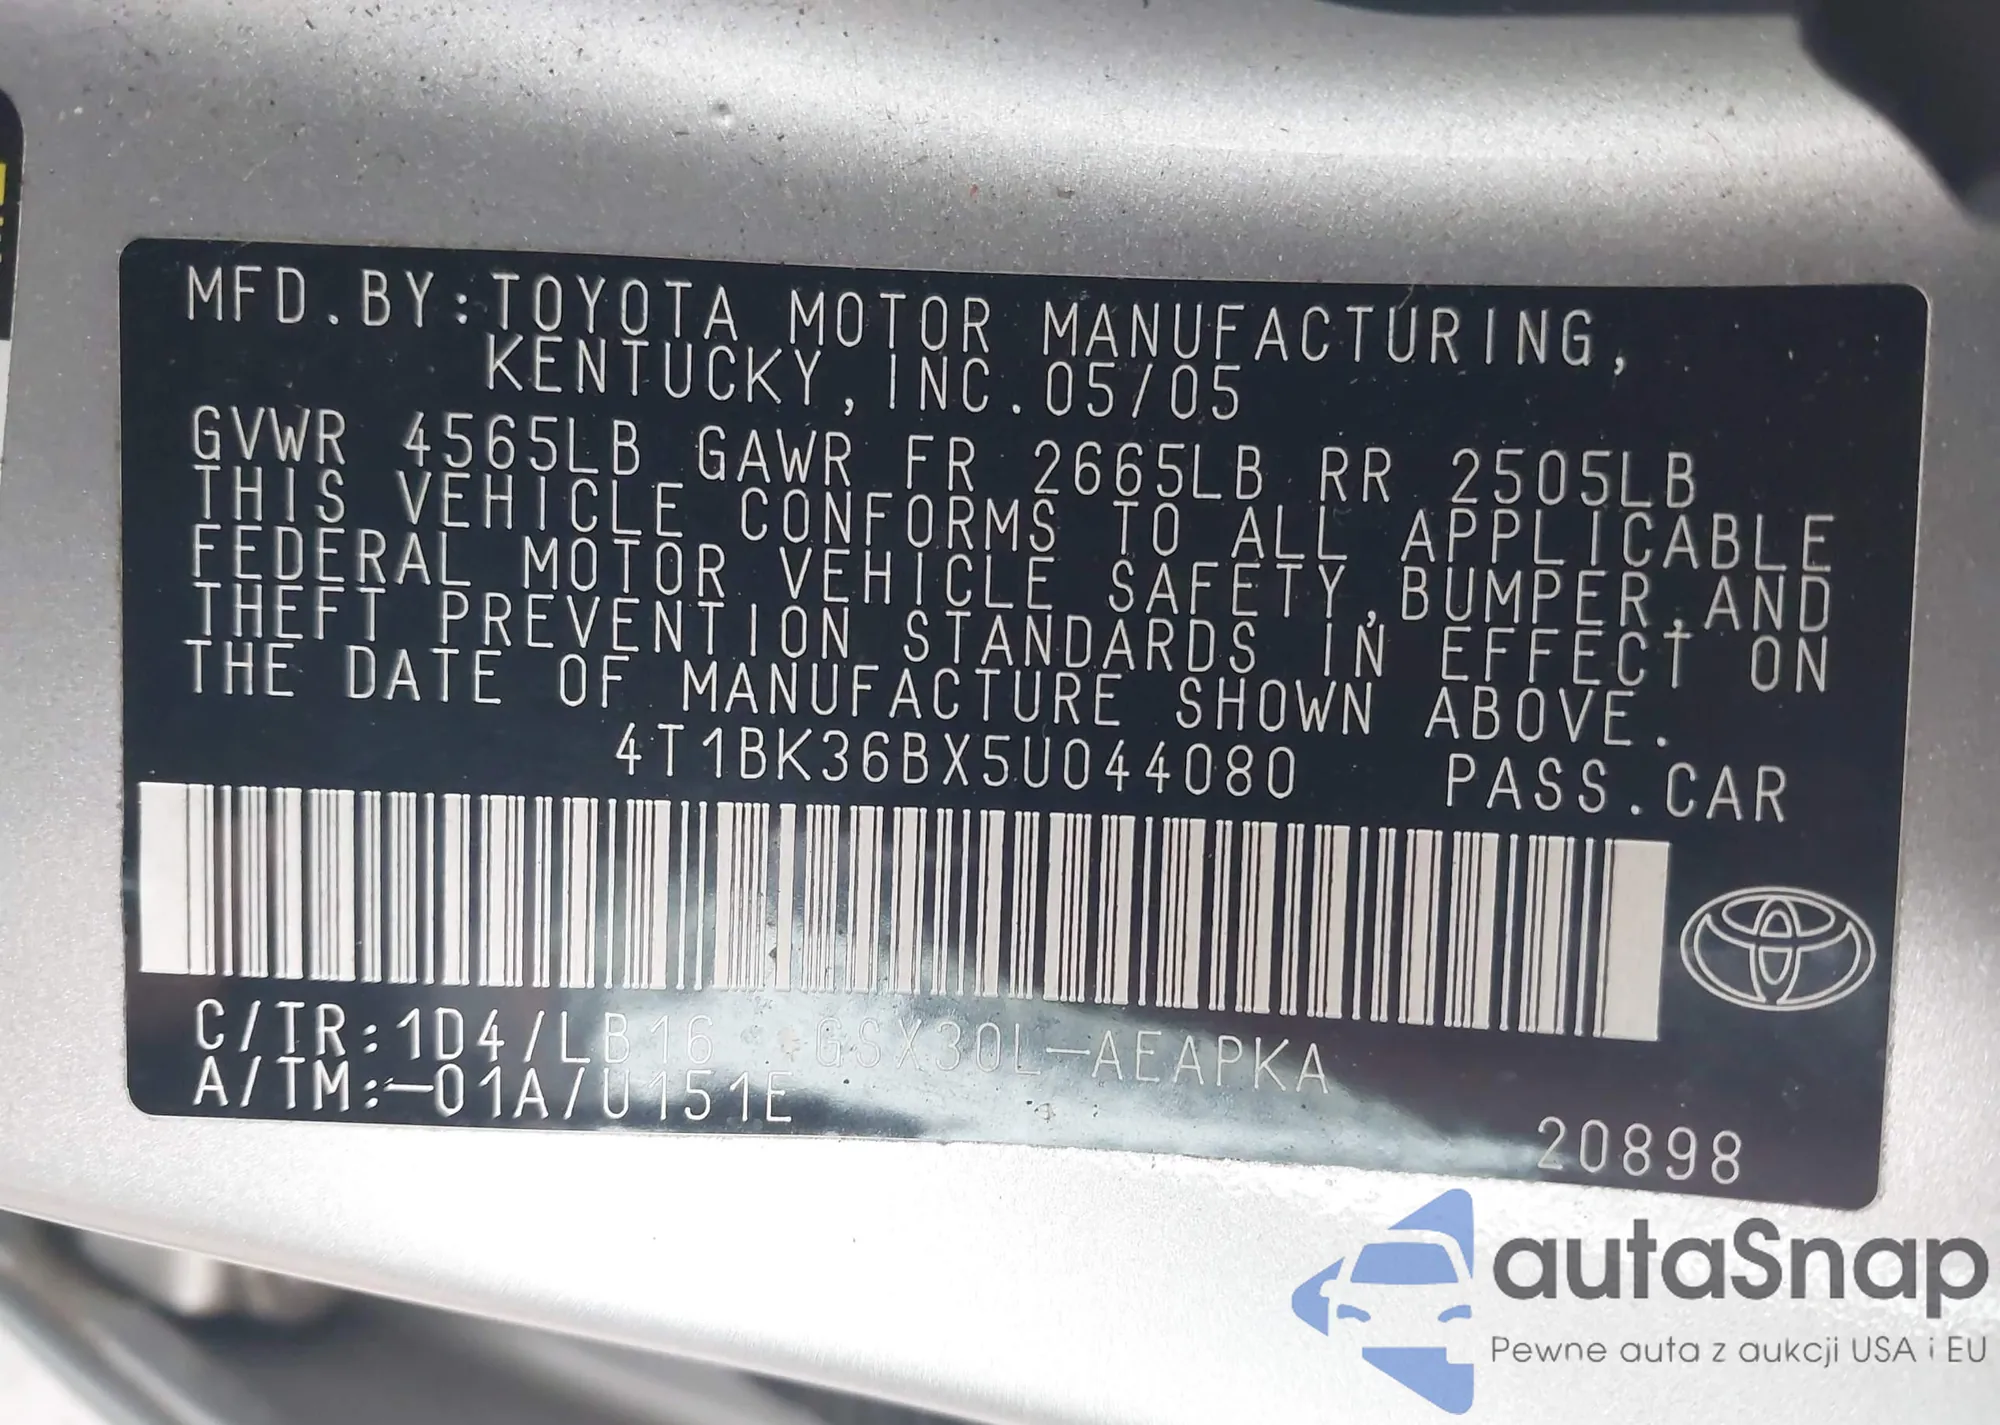 MFD.BY:TOYOTA MOTOR MANUFACTURING,
KENTUCKY,INC.05/05
GVWR 4565LB GAWR FR 2665LB RR 2505LB
THIS VEHICLE CONFORMS TO ALL APPLICABLE
FEDERAL MOTOR VEHICLE SAFETY,BUMPER,AND
THEFT PREVENTION STANDARDS IN EFFECT ON
THE DATE OF MANUFACTURE SHOWN ABOVE.
4T1BK36BX5U044080 PASS.CAR
C/TR:1D4/LB16 GSX30L-AEAPKA
A/TM:-01A/U151E
20898
autaSnap
Pewne auta z aukcji USA i EU